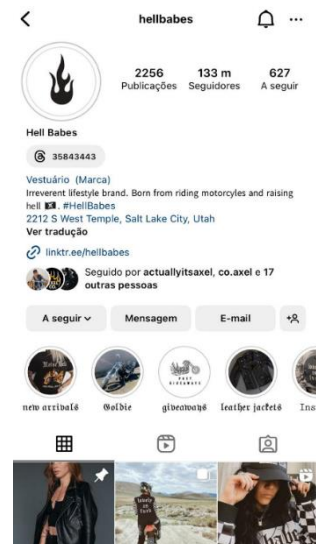 hellbabes
2256 133 m 627
Publicações Seguidores A seguir
Hell Babes
35843443
Vestuário (Marca)
Irreverent lifestyle brand. Born from riding motorcyles and raising
hell . #HellBabes
2212 S West Temple, Salt Lake City, Utah
Ver tradução
linktr.ee/hellbabes
Seguido por actuallyitsaxel, co.axel e 17
outras pessoas
A seguir Mensagem E-mail
new arrivals Goldie giveaways leather jackets Ins